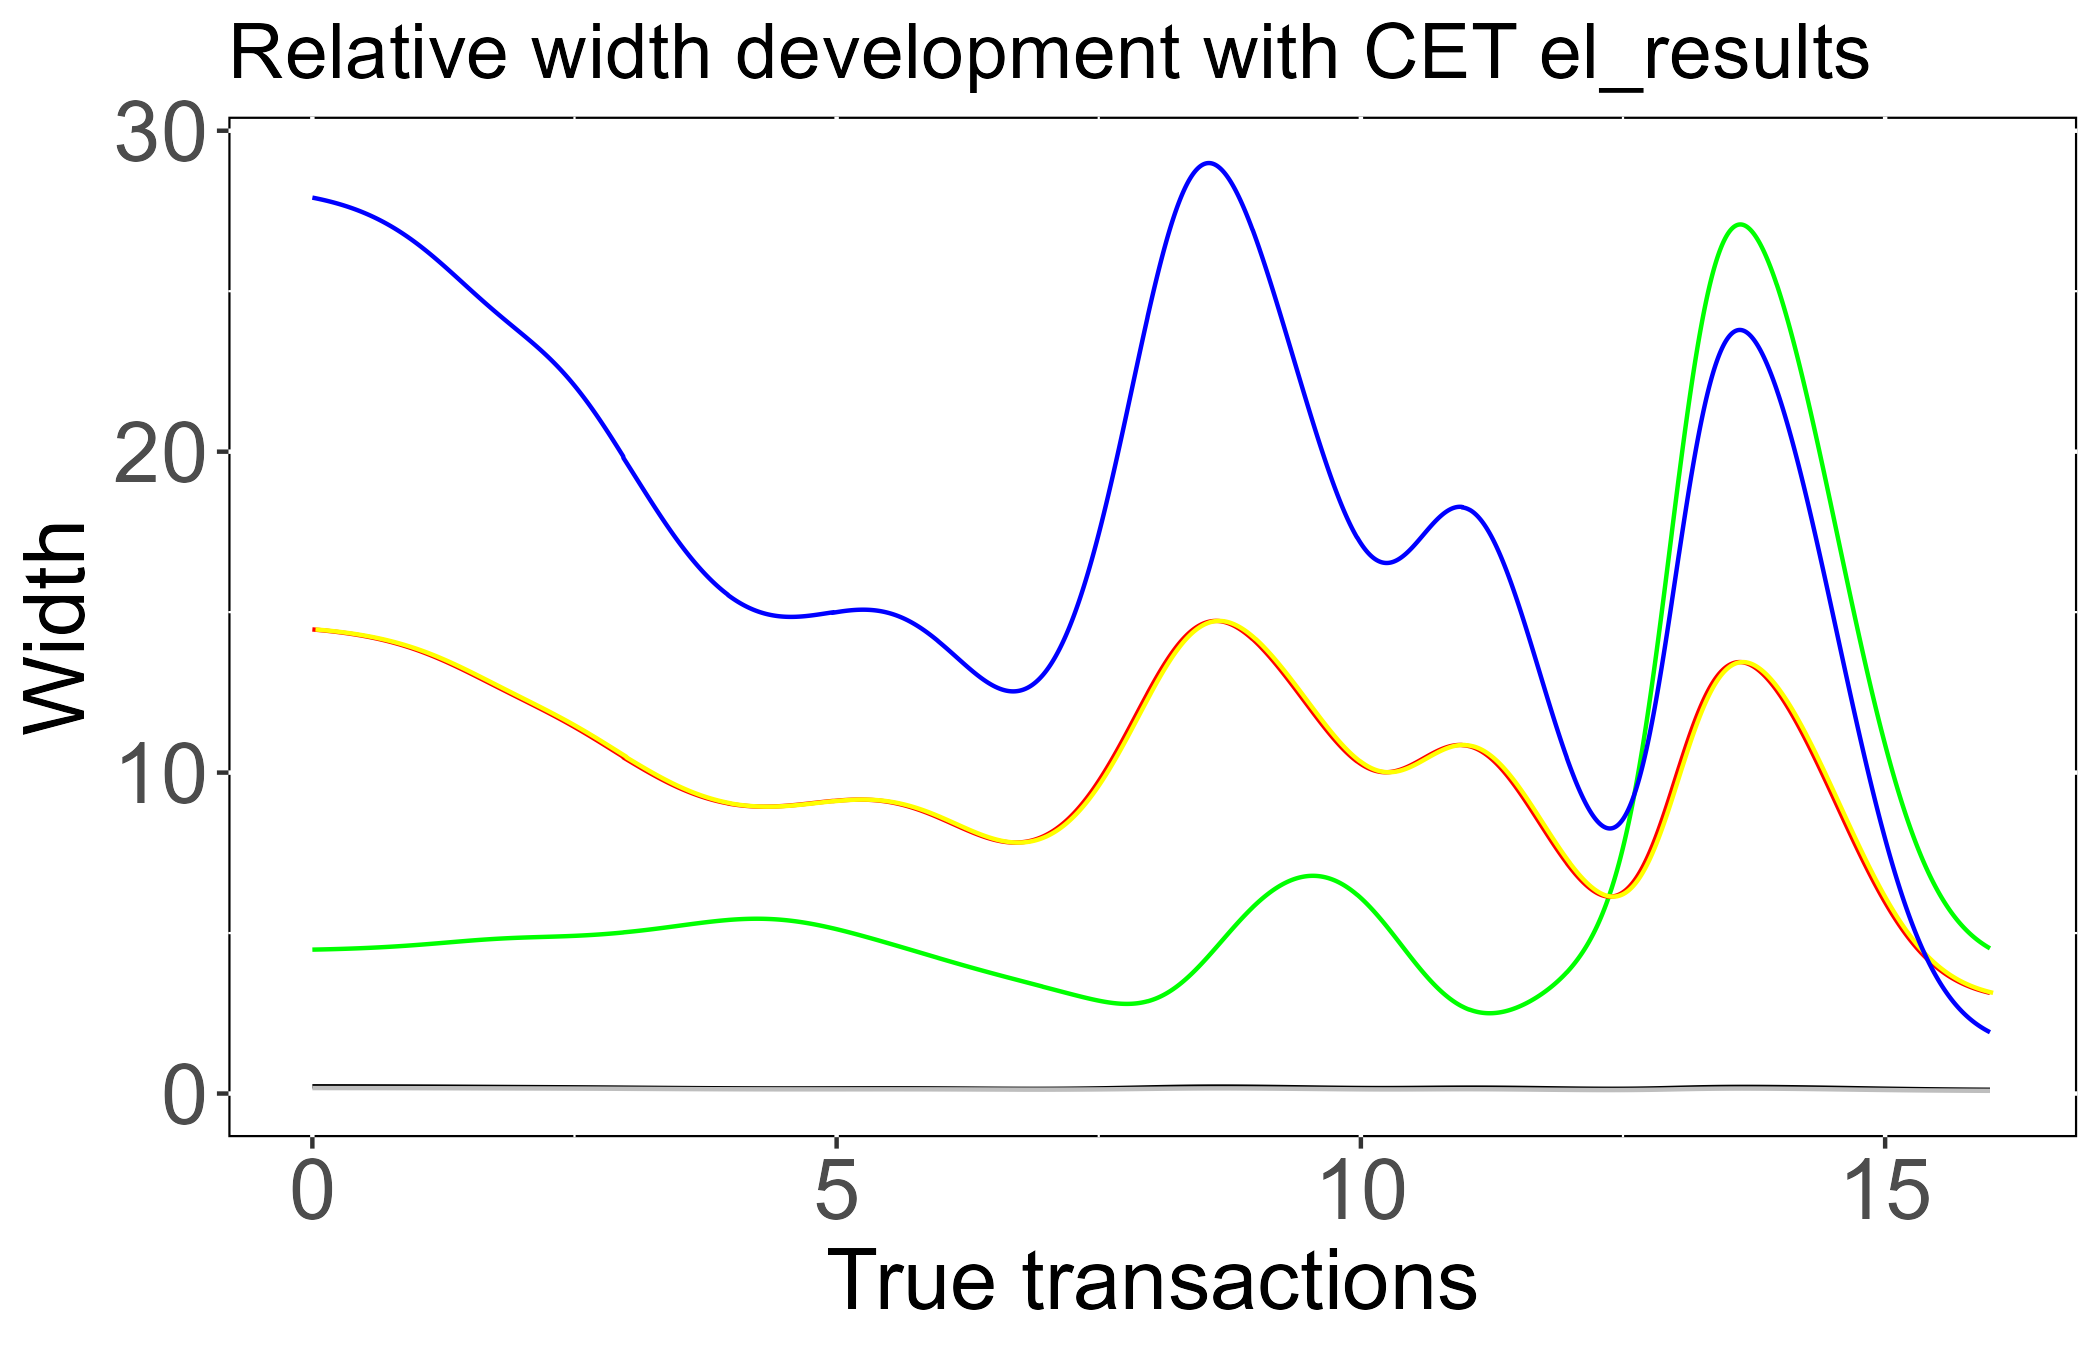 Relative width development with CET el_results
30
20
10
0
Width
0 5 10 15
True transactions